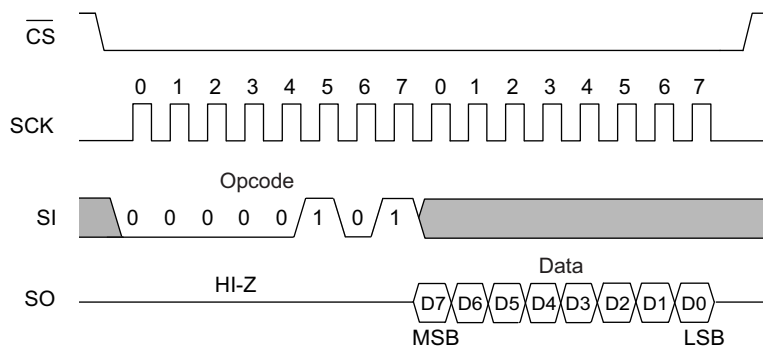 CS
0 1 2 3 4 5 6 7 0 1 2 3 4 5 6 7
SCK
Opcode
SI 0 0 0 0 0 1 0 1
HI-Z Data
SO D7 D6 D5 D4 D3 D2 D1 D0
MSB LSB